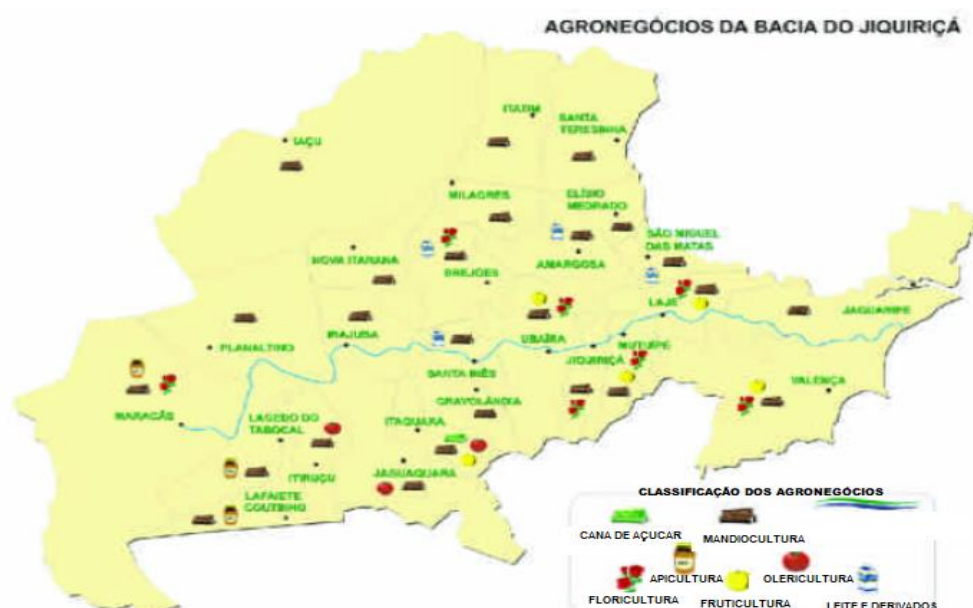 AGRONEGÓCIOS DA BACIA DO JIQUIRIÇÁ
ITATIM
SANTA
TERESINHA
IAÇU
MILAGRES
ELÍSIO
MEDRADO
SÃO MIGUEL
DAS MATAS
NOVA ITARANA
BREJÕES
AMARGOSA
LAJE
JAGUARIPE
PLANALTINO
IRAJUBA
UBAÍRA
MUTUIPE
JIQUIRIÇÁ
SANTA INÊS
VALENÇA
CRAVOLÂNDIA
MARACÁS
LAGEDO DO
TABOCAL
ITAQUARA
ITIRUÇU
JAGUAQUARA
LAFAIETE
COUTINHO
CLASSIFICAÇÃO DOS AGRONEGÓCIOS
CANA DE AÇUCAR
MANDIOCULTURA
APICULTURA
OLERICULTURA
FLORICULTURA
FRUTICULTURA
LEITE E DERIVADOS